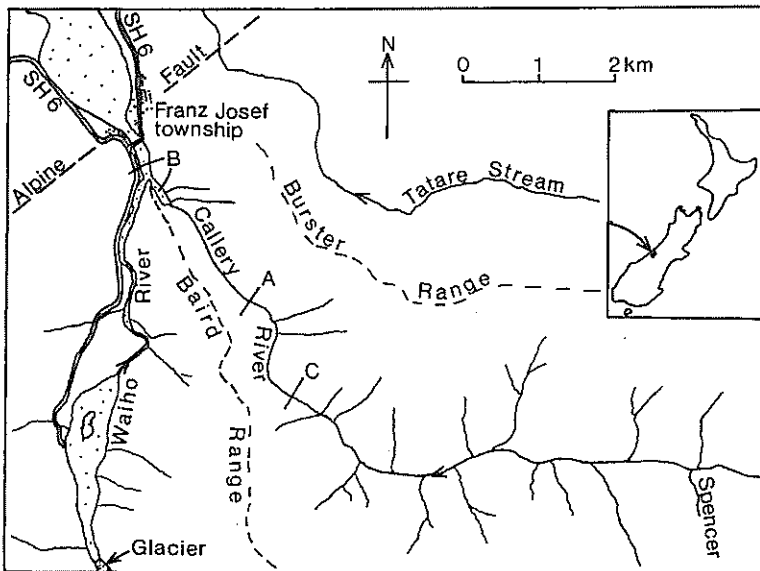 SH6
SH6
Fault
Franz Josef
township
Alpine
B
N
0 1 2 km
Tatare Stream
Burster
Range
Callery
River
A
C
Baird
Range
River
Waiho
Spencer
Glacier